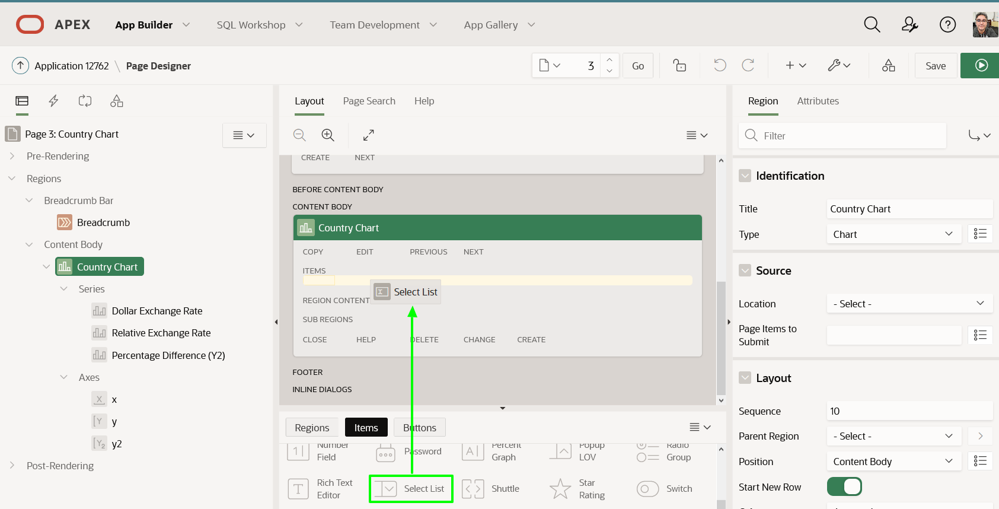 APEX
App Builder
SQL Workshop
Team Development
App Gallery
Application 12762 \ Page Designer
3
Go
Save
Page 3: Country Chart
Pre-Rendering
Regions
Breadcrumb Bar
Breadcrumb
Content Body
Country Chart
Series
Dollar Exchange Rate
Relative Exchange Rate
Percentage Difference (Y2)
Axes
x
y
y2
Post-Rendering
Layout
Page Search
Help
CREATE
NEXT
BEFORE CONTENT BODY
CONTENT BODY
Country Chart
COPY
EDIT
PREVIOUS
NEXT
ITEMS
Select List
REGION CONTENT
SUB REGIONS
CLOSE
HELP
DELETE
CHANGE
CREATE
FOOTER
INLINE DIALOGS
Regions
Items
Buttons
Number
Field
Password
Percent
Graph
Popup
LOV
Radio
Group
Rich Text
Editor
Select List
Shuttle
Star
Rating
Switch
Region
Attributes
Filter
Identification
Title
Country Chart
Type
Chart
Source
Location
- Select -
Page Items to
Submit
Layout
Sequence
10
Parent Region
- Select -
Position
Content Body
Start New Row